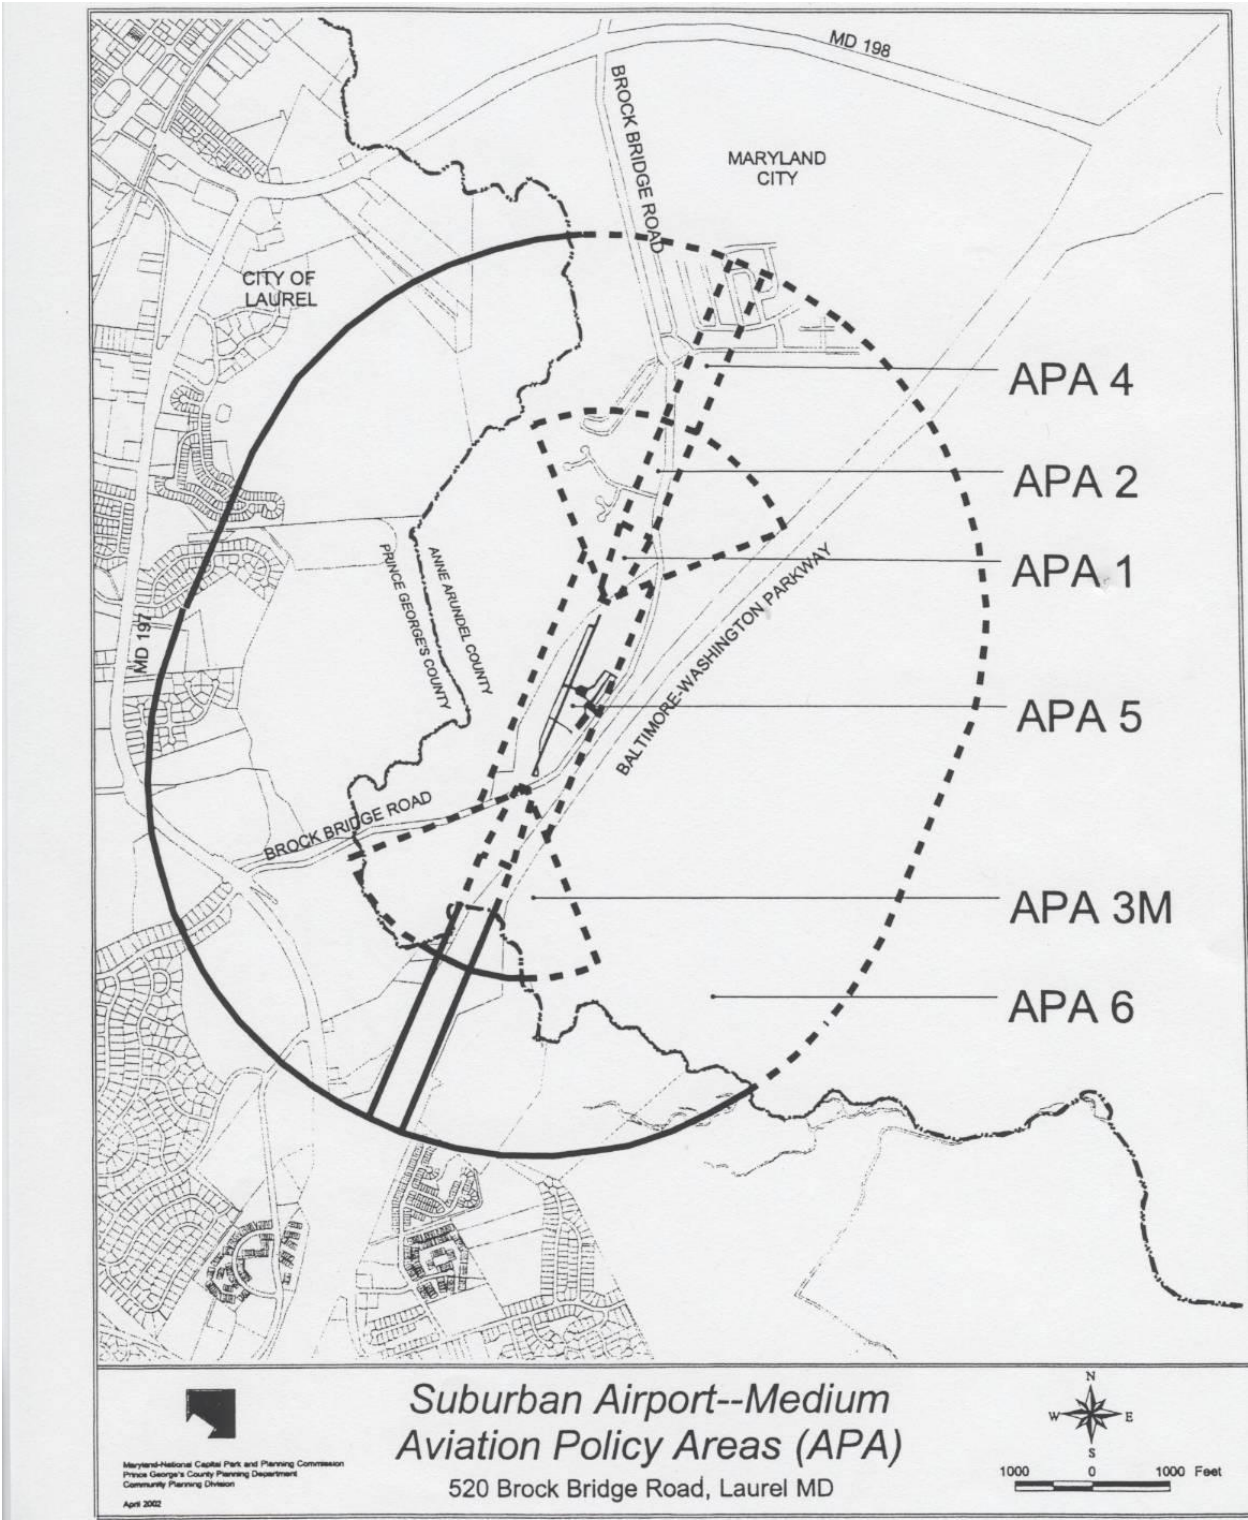 MD 198
BROCK BRIDGE ROAD
MARYLAND
CITY
CITY OF
LAUREL
APA 4
APA 2
APA 1
ANNE ARUNDEL COUNTY
PRINCE GEORGE'S COUNTY
MD 197
BALTIMORE-WASHINGTON PARKWAY
APA 5
BROCK BRIDGE ROAD
APA 3M
APA 6
Suburban Airport--Medium
Aviation Policy Areas (APA)
520 Brock Bridge Road, Laurel MD
Maryland-National Capital Park and Planning Commission
Prince George's County Planning Department
Community Planning Division
April 2002
N
W E
S
1000 0 1000 Feet